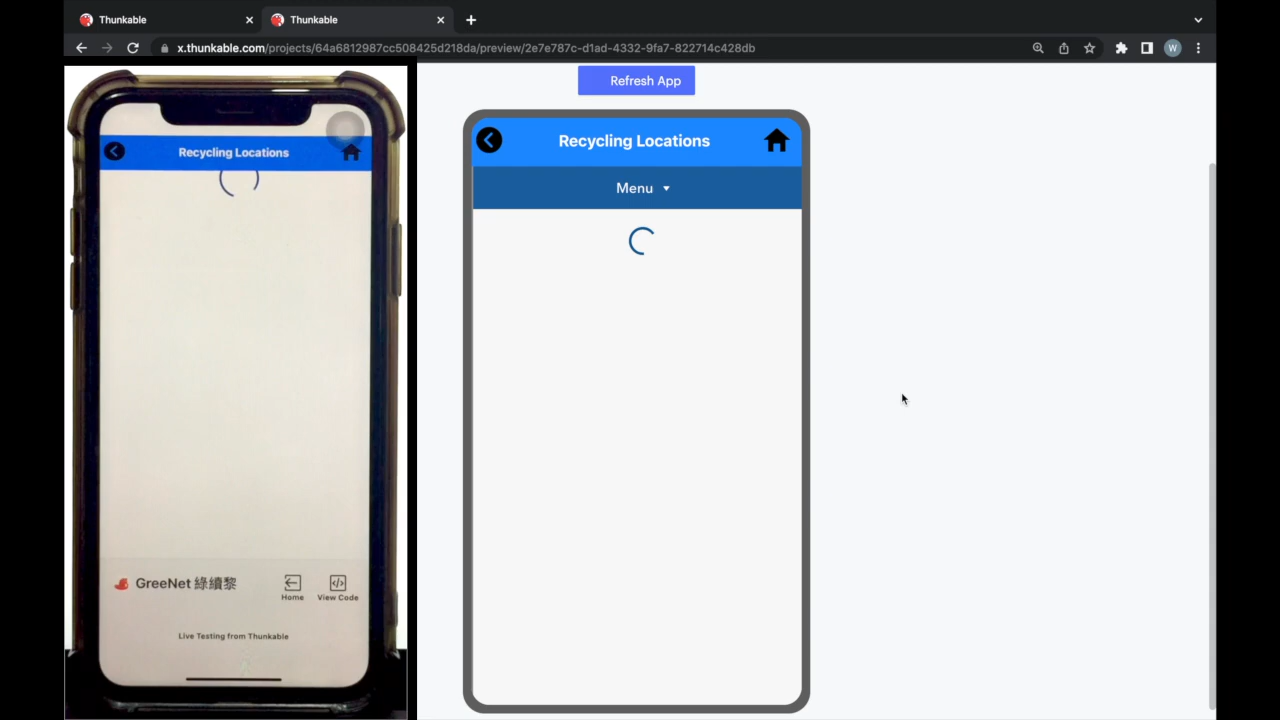 Thunkable
Thunkable
x.thunkable.com/projects/64a6812987cc508425d218da/preview/2e7e787c-d1ad-4332-9fa7-822714c428db
W
Refresh App
Recycling Locations
Menu
Recycling Locations
GreeNet 綠續黎
Home
View Code
Live Testing from Thunkable